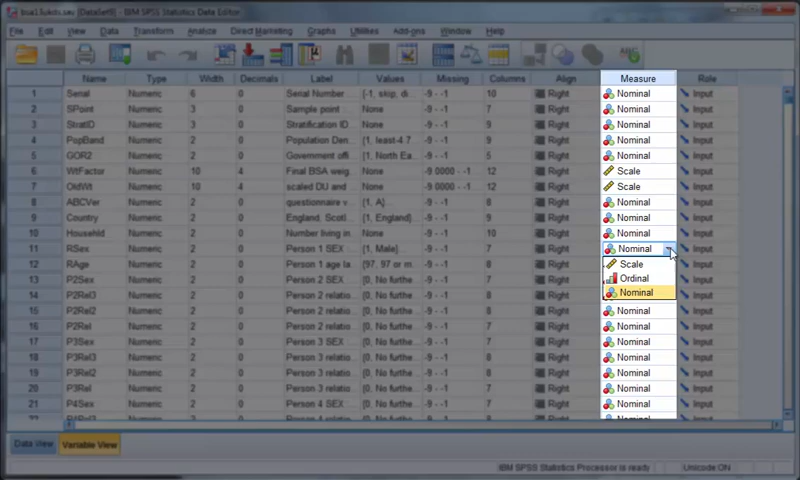 bsa13ukds.sav [DataSet9] - IBM SPSS Statistics Data Editor
File Edit View Data Transform Analyze Direct Marketing Graphs Utilities Add-ons Window Help
Name Type Width Decimals Label Values Missing Columns Align Measure Role
1 Serial Numeric 6 0 Serial Number ... {-1, skip, di... -9 - -1 10 Right Nominal Input
2 SPoint Numeric 3 0 Sample point ... None -9 - -1 7 Right Nominal Input
3 StratID Numeric 3 0 Stratification ID... None -9 - -1 9 Right Nominal Input
4 PopBand Numeric 2 0 Population Den... {1, least-4.7... -9 - -1 9 Right Nominal Input
5 GOR2 Numeric 2 0 Government offi... {1, North Ea... -9 - -1 5 Right Nominal Input
6 WtFactor Numeric 10 4 Final BSA weig... None -9.0000 - -1... 12 Right Scale Input
7 OldWt Numeric 10 4 scaled DU and ... None -9.0000 - -1... 12 Right Scale Input
8 ABCVer Numeric 2 0 questionnaire v... {1, A}... -9 - -1 8 Right Nominal Input
9 Country Numeric 2 0 England, Scotl... {1, England}... -9 - -1 9 Right Nominal Input
10 Househld Numeric 2 0 Number living in... None -9 - -1 10 Right Nominal Input
11 RSex Numeric 2 0 Person 1 SEX ... {1, Male}... -9 - -1 7 Right Nominal Input
12 RAge Numeric 2 0 Person 1 age la... {97, 97 or m... -9 - -1 8 Right Scale Input
13 P2Sex Numeric 2 0 Person 2 SEX ... {0, No furthe... -9 - -1 7 Right Ordinal Input
14 P2Rel3 Numeric 2 0 Person 2 relatio... {0, No furthe... -9 - -1 8 Right Nominal Input
15 P2Rel2 Numeric 2 0 Person 2 relatio... {0, No furthe... -9 - -1 8 Right Nominal Input
16 P2Rel Numeric 2 0 Person 2 relatio... {0, No furthe... -9 - -1 7 Right Nominal Input
17 P3Sex Numeric 2 0 Person 3 SEX ... {0, No furthe... -9 - -1 7 Right Nominal Input
18 P3Rel3 Numeric 2 0 Person 3 relatio... {0, No furthe... -9 - -1 8 Right Nominal Input
19 P3Rel2 Numeric 2 0 Person 3 relatio... {0, No furthe... -9 - -1 8 Right Nominal Input
20 P3Rel Numeric 2 0 Person 3 relatio... {0, No furthe... -9 - -1 7 Right Nominal Input
21 P4Sex Numeric 2 0 Person 4 SEX ... {0, No furthe... -9 - -1 7 Right Nominal Input
22 P4Rel3 Numeric 2 0 Person 4 relatio... {0, No furthe... -9 - -1 8 Right Nominal Input
Data View Variable View
IBM SPSS Statistics Processor is ready Unicode:ON